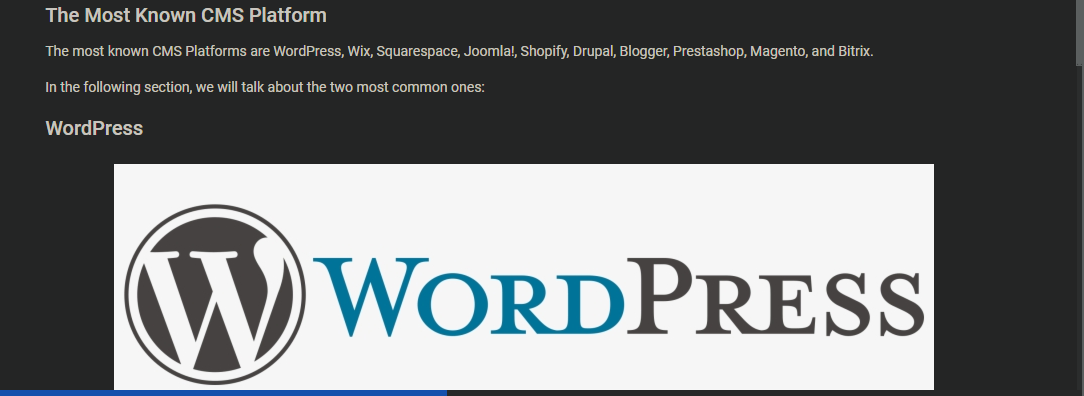 The Most Known CMS Platform
The most known CMS Platforms are WordPress, Wix, Squarespace, Joomla!, Shopify, Drupal, Blogger, Prestashop, Magento, and Bitrix.
In the following section, we will talk about the two most common ones:
WordPress
W WORDPRESS